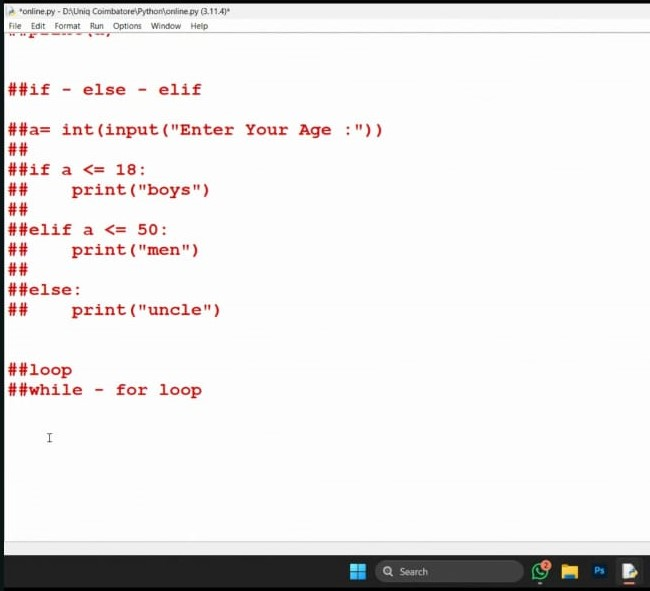 *online.py - D:\Uniq Coimbatore\Python\online.py (3.11.4)*
File Edit Format Run Options Window Help
##if - else - elif
##a= int(input("Enter Your Age :"))
##
##if a <= 18:
##    print("boys")
##
##elif a <= 50:
##    print("men")
##
##else:
##    print("uncle")
##loop
##while - for loop
Search
2
Ps